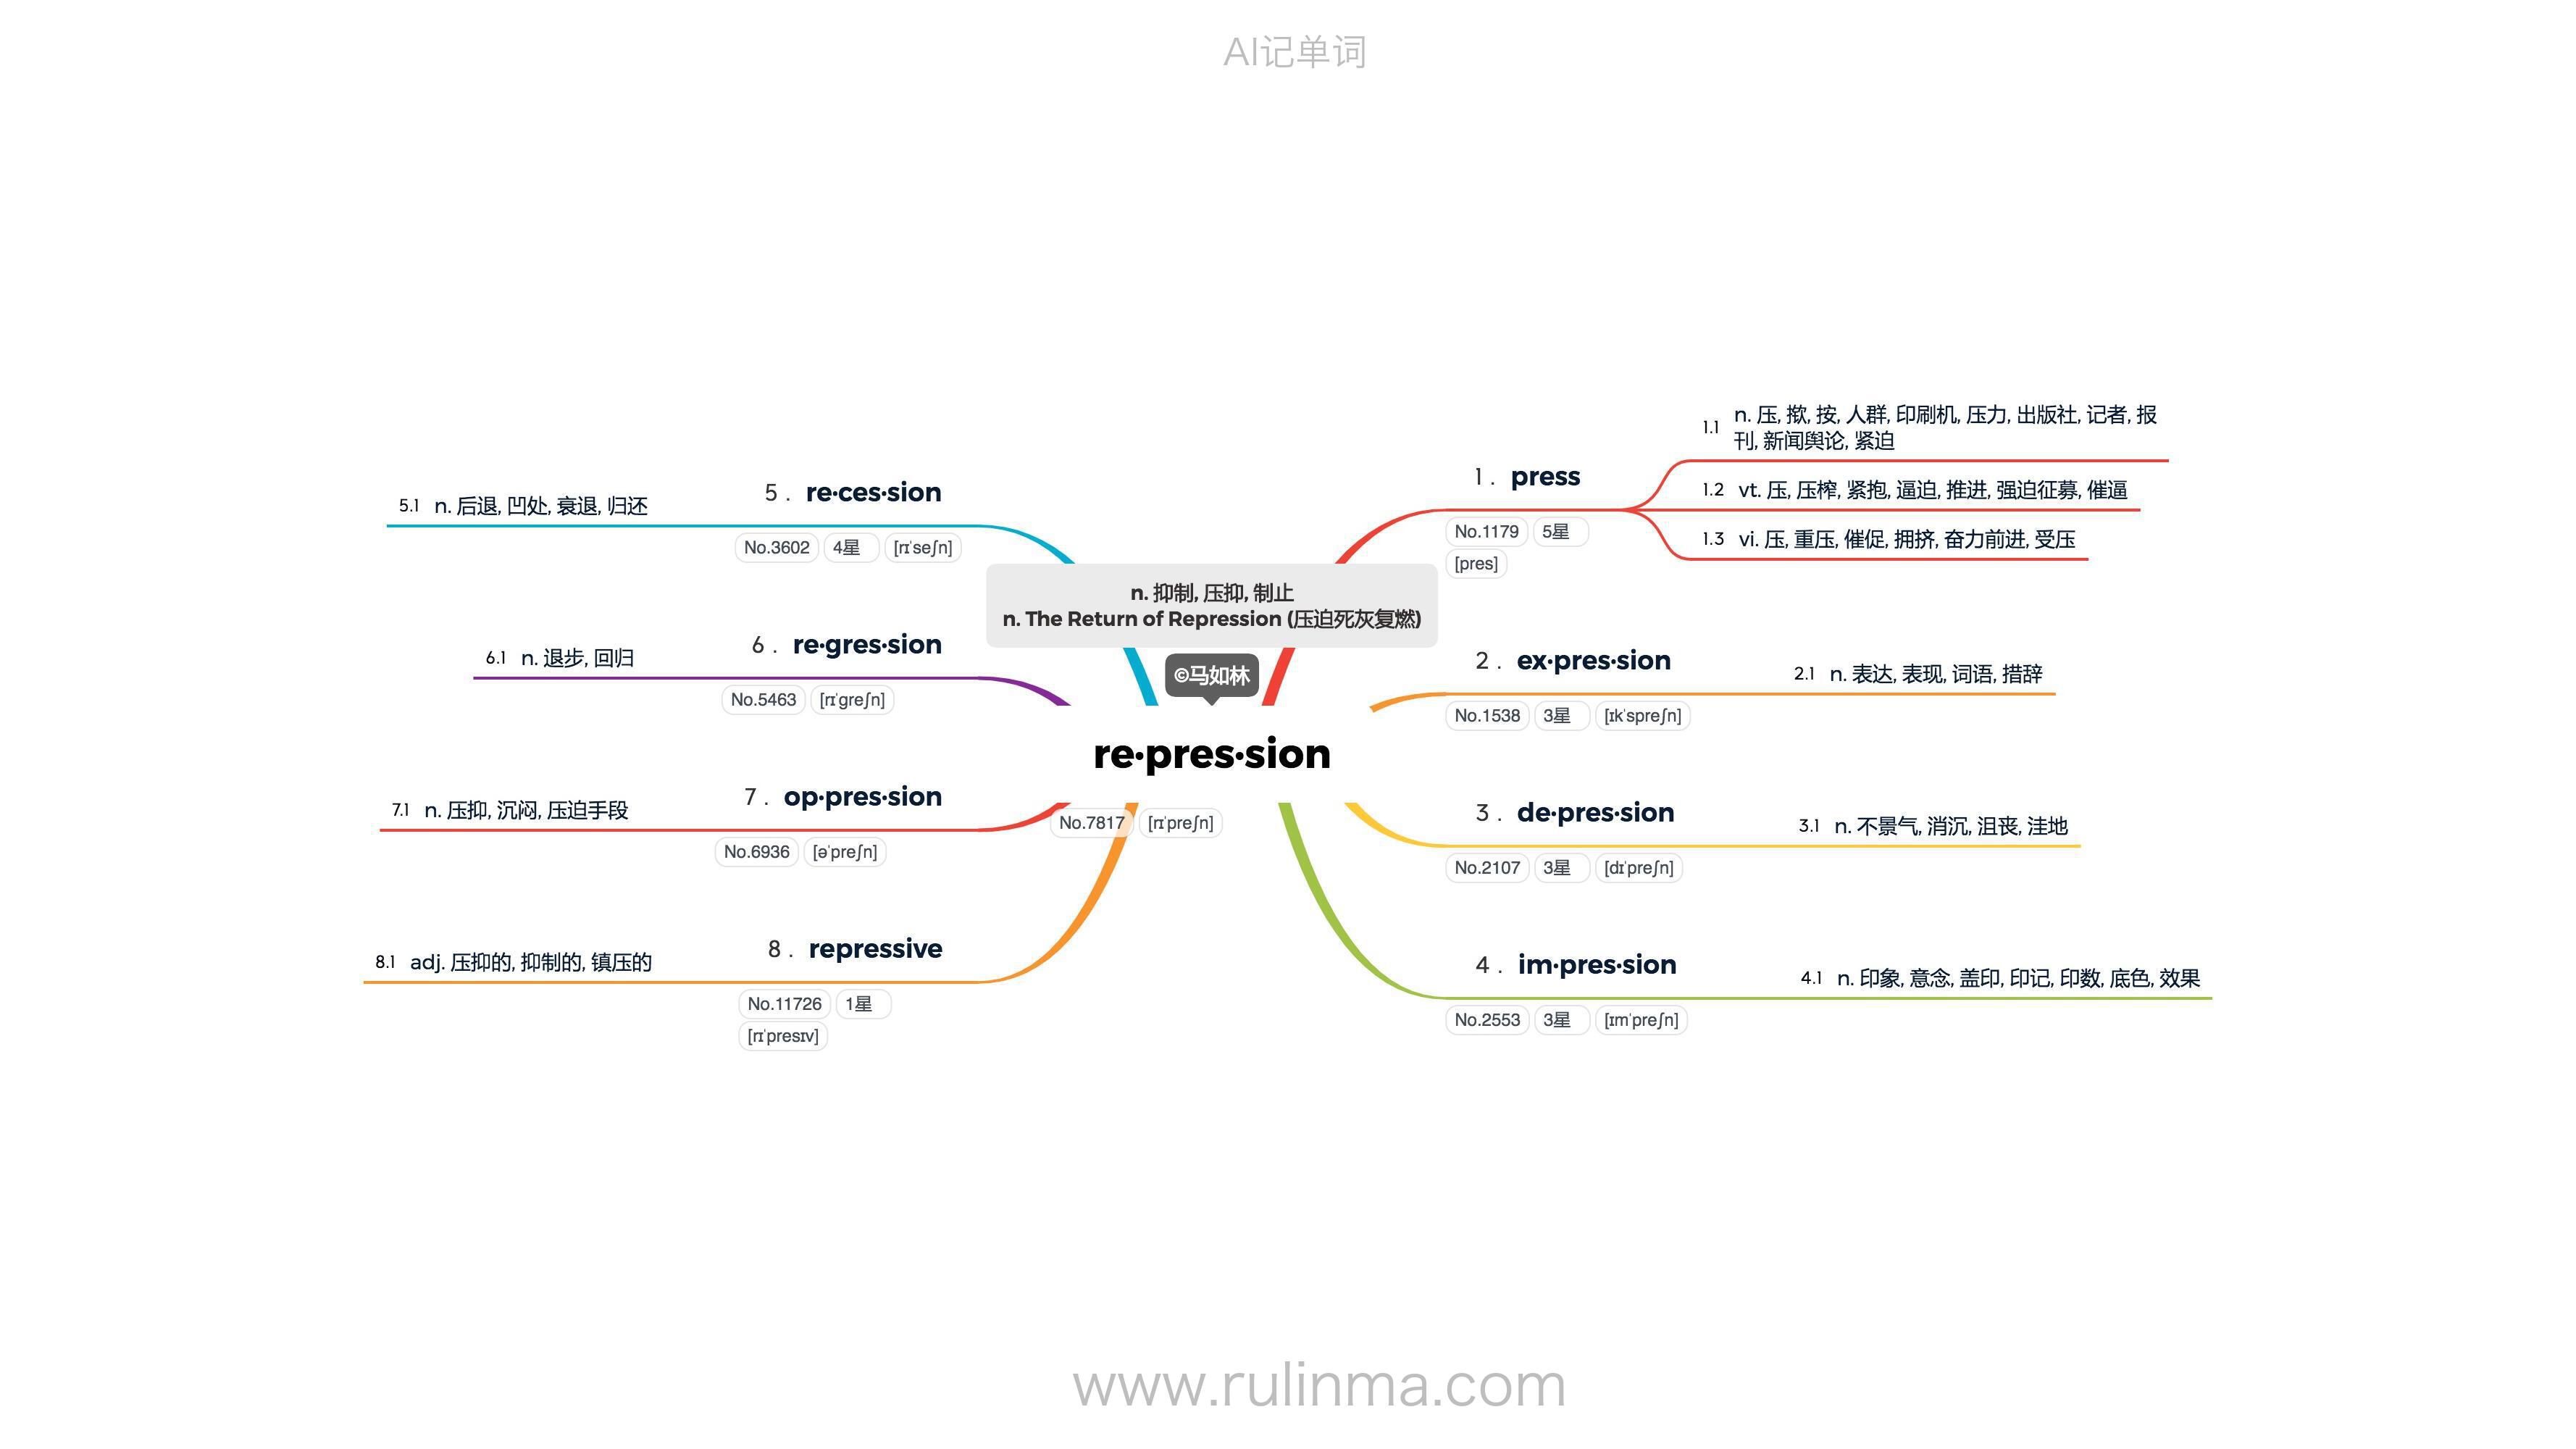 AI记单词
n. 抑制, 压抑, 制止
n. The Return of Repression (压迫死灰复燃)
©马如林
re·pres·sion
No.7817 [rɪˈpreʃn]
1. press
No.1179 5星
[pres]
1.1 n. 压, 揿, 按, 人群, 印刷机, 压力, 出版社, 记者, 报
刊, 新闻舆论, 紧迫
1.2 vt. 压, 压榨, 紧抱, 逼迫, 推进, 强迫征募, 催逼
1.3 vi. 压, 重压, 催促, 拥挤, 奋力前进, 受压
2. ex·pres·sion
No.1538 3星 [ɪkˈspreʃn]
2.1 n. 表达, 表现, 词语, 措辞
3. de·pres·sion
No.2107 3星 [dɪˈpreʃn]
3.1 n. 不景气, 消沉, 沮丧, 洼地
4. im·pres·sion
No.2553 3星 [ɪmˈpreʃn]
4.1 n. 印象, 意念, 盖印, 印记, 印数, 底色, 效果
5. re·ces·sion
No.3602 4星 [rɪˈseʃn]
5.1 n. 后退, 凹处, 衰退, 归还
6. re·gres·sion
No.5463 [rɪˈɡreʃn]
6.1 n. 退步, 回归
7. op·pres·sion
No.6936 [əˈpreʃn]
7.1 n. 压抑, 沉闷, 压迫手段
8. repressive
No.11726 1星
[rɪˈpresɪv]
8.1 adj. 压抑的, 抑制的, 镇压的
www.rulinma.com